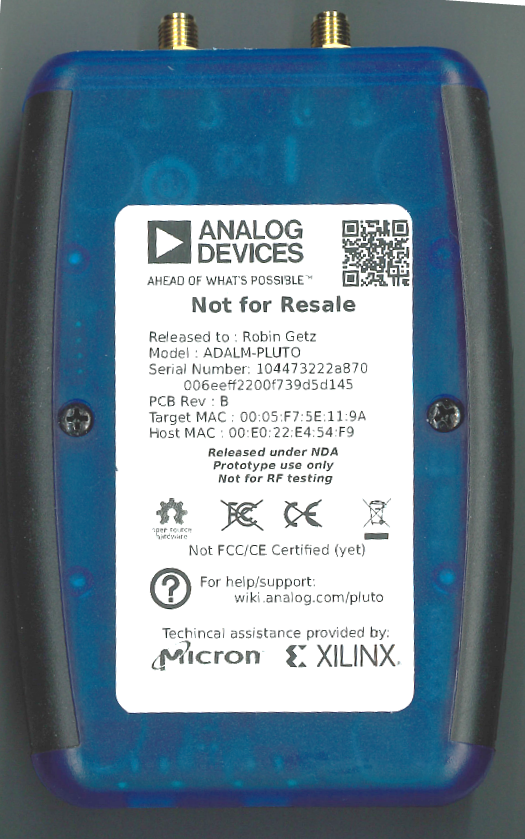 ANALOG
DEVICES
AHEAD OF WHAT'S POSSIBLE™
Not for Resale
Released to : Robin Getz
Model : ADALM-PLUTO
Serial Number: 104473222a870
006eeff2200f739d5d145
PCB Rev : B
Target MAC : 00:05:F7:5E:11:9A
Host MAC : 00:E0:22:E4:54:F9
Released under NDA
Prototype use only
Not for RF testing
open source
hardware
FC CE
Not FCC/CE Certified (yet)
? For help/support:
wiki.analog.com/pluto
Techincal assistance provided by:
Micron XILINX®